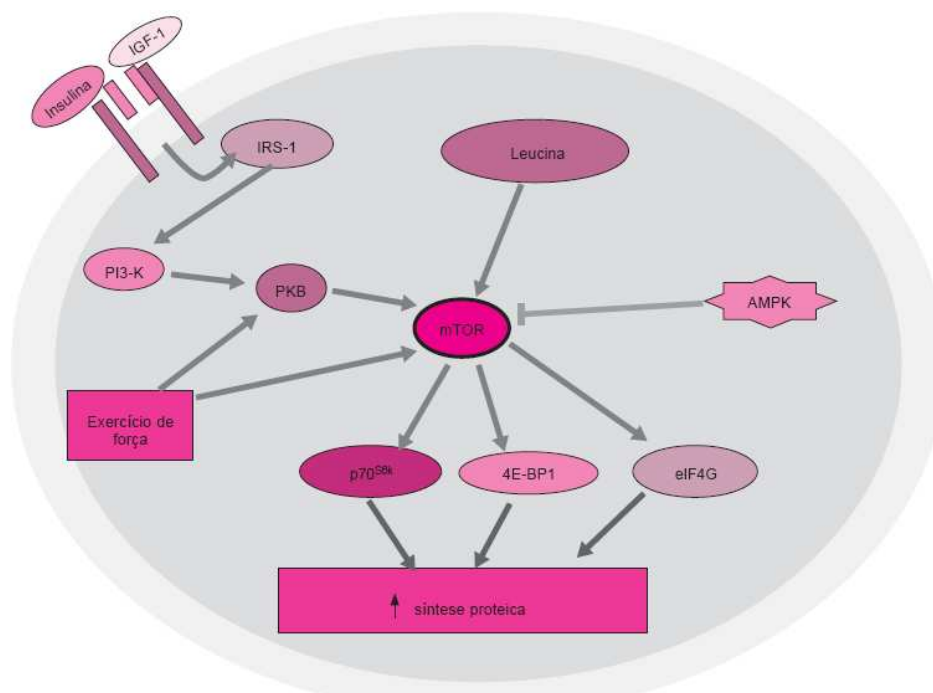 IGF-1
Insulina
IRS-1
Leucina
PI3-K
PKB
AMPK
mTOR
Exercício de
força
p70S6k
4E-BP1
eIF4G
↑ síntese proteica